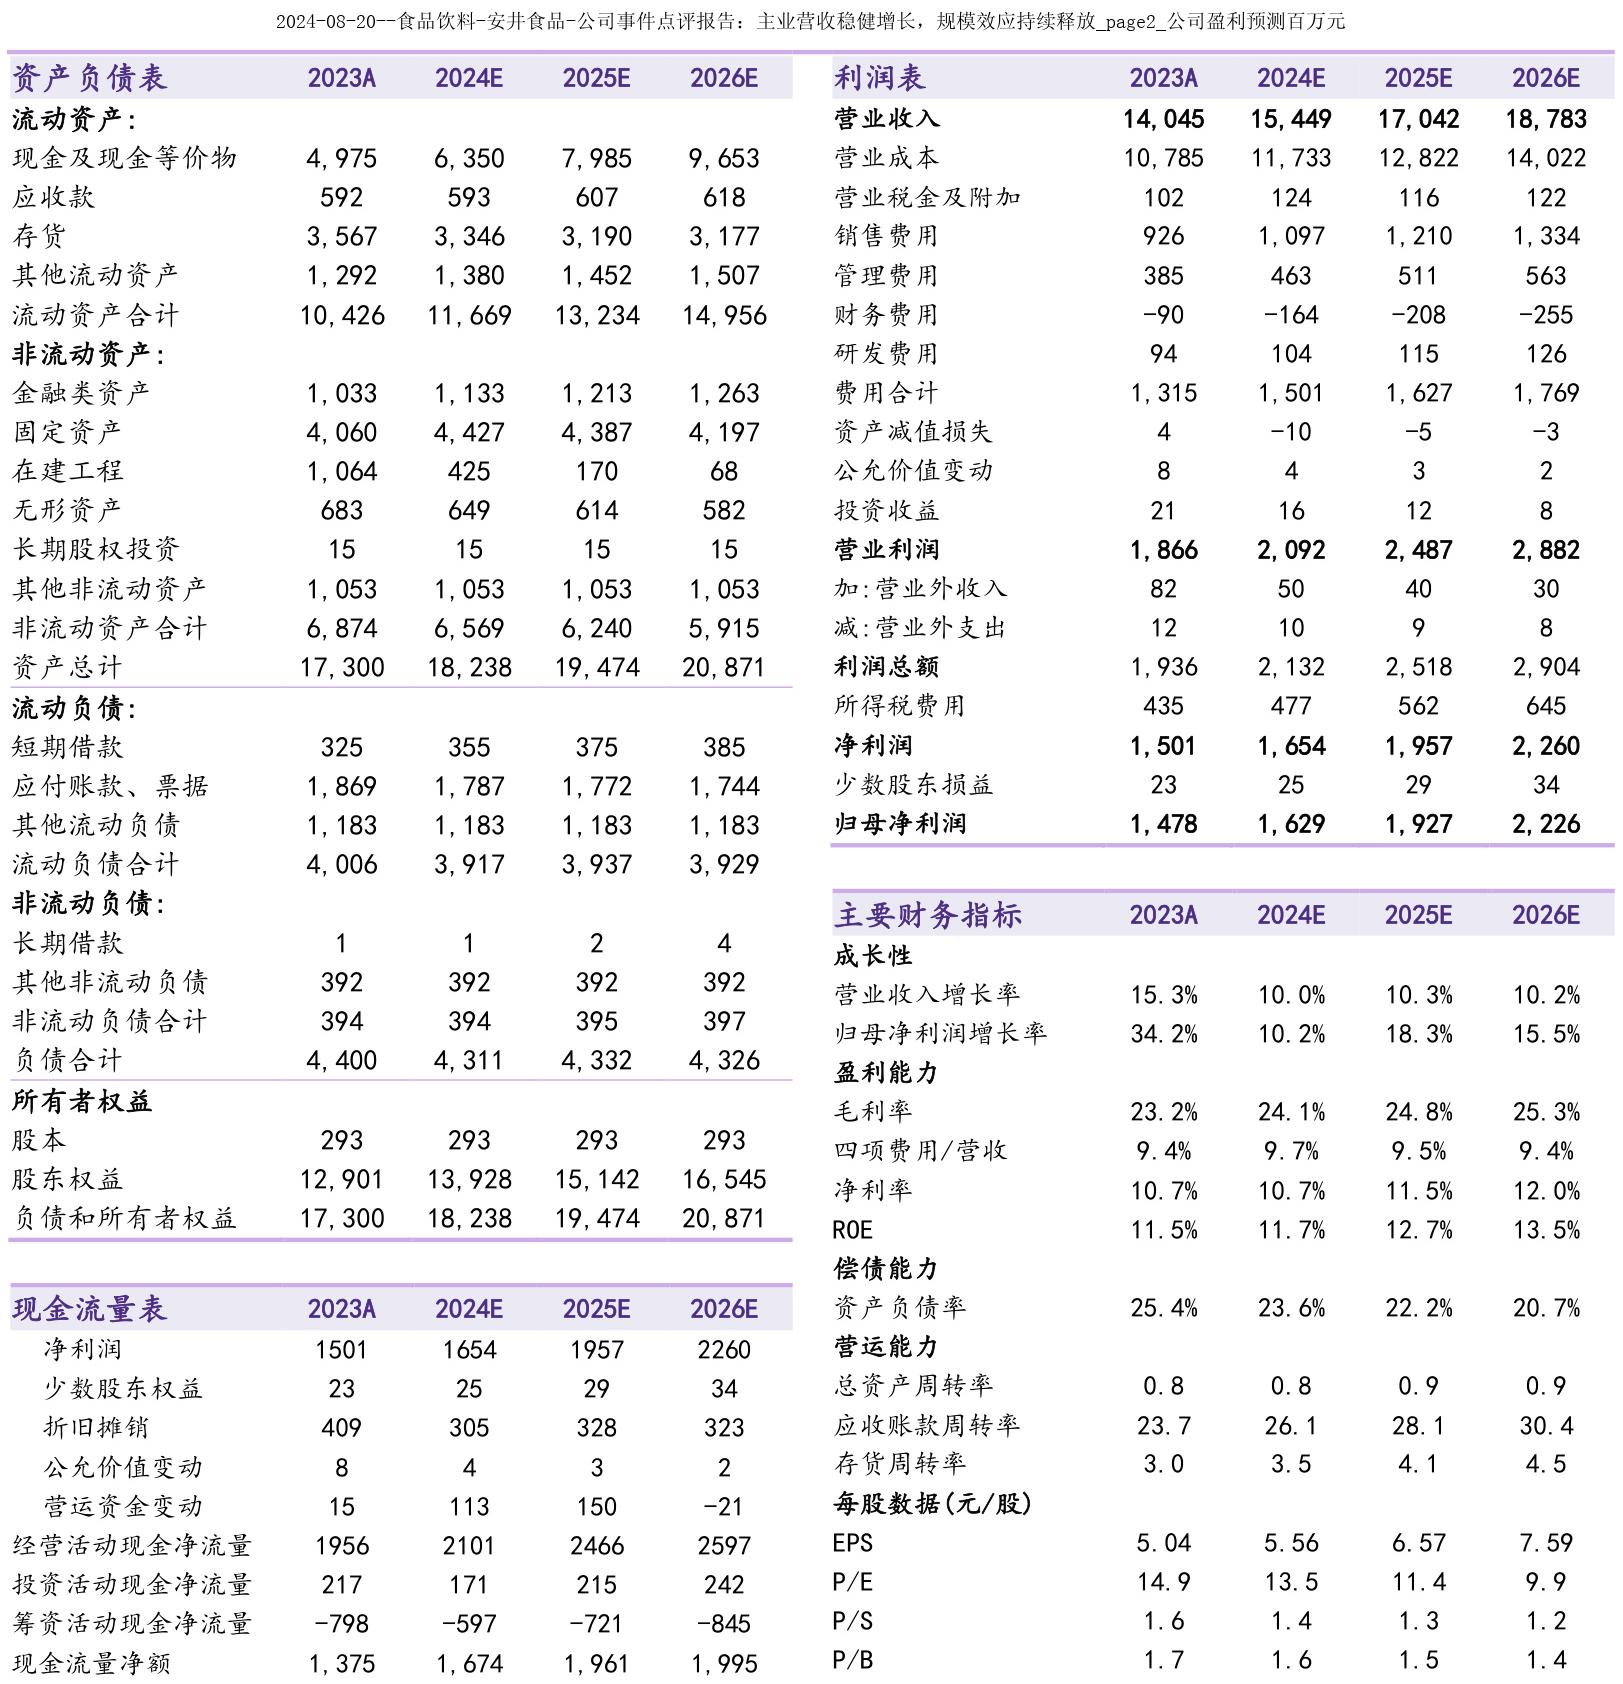 2024-08-20--食品饮料-安井食品-公司事件点评报告：主业营收稳健增长，规模效应持续释放_page2_公司盈利预测百万元
资产负债表 2023A 2024E 2025E 2026E
流动资产:
现金及现金等价物 4,975 6,350 7,985 9,653
应收款 592 593 607 618
存货 3,567 3,346 3,190 3,177
其他流动资产 1,292 1,380 1,452 1,507
流动资产合计 10,426 11,669 13,234 14,956
非流动资产:
金融类资产 1,033 1,133 1,213 1,263
固定资产 4,060 4,427 4,387 4,197
在建工程 1,064 425 170 68
无形资产 683 649 614 582
长期股权投资 15 15 15 15
其他非流动资产 1,053 1,053 1,053 1,053
非流动资产合计 6,874 6,569 6,240 5,915
资产总计 17,300 18,238 19,474 20,871
流动负债:
短期借款 325 355 375 385
应付账款、票据 1,869 1,787 1,772 1,744
其他流动负债 1,183 1,183 1,183 1,183
流动负债合计 4,006 3,917 3,937 3,929
非流动负债:
长期借款 1 1 2 4
其他非流动负债 392 392 392 392
非流动负债合计 394 394 395 397
负债合计 4,400 4,311 4,332 4,326
所有者权益
股本 293 293 293 293
股东权益 12,901 13,928 15,142 16,545
负债和所有者权益 17,300 18,238 19,474 20,871
现金流量表 2023A 2024E 2025E 2026E
净利润 1501 1654 1957 2260
少数股东权益 23 25 29 34
折旧摊销 409 305 328 323
公允价值变动 8 4 3 2
营运资金变动 15 113 150 -21
经营活动现金净流量 1956 2101 2466 2597
投资活动现金净流量 217 171 215 242
筹资活动现金净流量 -798 -597 -721 -845
现金流量净额 1,375 1,674 1,961 1,995
利润表 2023A 2024E 2025E 2026E
营业收入 14,045 15,449 17,042 18,783
营业成本 10,785 11,733 12,822 14,022
营业税金及附加 102 124 116 122
销售费用 926 1,097 1,210 1,334
管理费用 385 463 511 563
财务费用 -90 -164 -208 -255
研发费用 94 104 115 126
费用合计 1,315 1,501 1,627 1,769
资产减值损失 4 -10 -5 -3
公允价值变动 8 4 3 2
投资收益 21 16 12 8
营业利润 1,866 2,092 2,487 2,882
加:营业外收入 82 50 40 30
减:营业外支出 12 10 9 8
利润总额 1,936 2,132 2,518 2,904
所得税费用 435 477 562 645
净利润 1,501 1,654 1,957 2,260
少数股东损益 23 25 29 34
归母净利润 1,478 1,629 1,927 2,226
主要财务指标 2023A 2024E 2025E 2026E
成长性
营业收入增长率 15.3% 10.0% 10.3% 10.2%
归母净利润增长率 34.2% 10.2% 18.3% 15.5%
盈利能力
毛利率 23.2% 24.1% 24.8% 25.3%
四项费用/营收 9.4% 9.7% 9.5% 9.4%
净利率 10.7% 10.7% 11.5% 12.0%
ROE 11.5% 11.7% 12.7% 13.5%
偿债能力
资产负债率 25.4% 23.6% 22.2% 20.7%
营运能力
总资产周转率 0.8 0.8 0.9 0.9
应收账款周转率 23.7 26.1 28.1 30.4
存货周转率 3.0 3.5 4.1 4.5
每股数据(元/股)
EPS 5.04 5.56 6.57 7.59
P/E 14.9 13.5 11.4 9.9
P/S 1.6 1.4 1.3 1.2
P/B 1.7 1.6 1.5 1.4